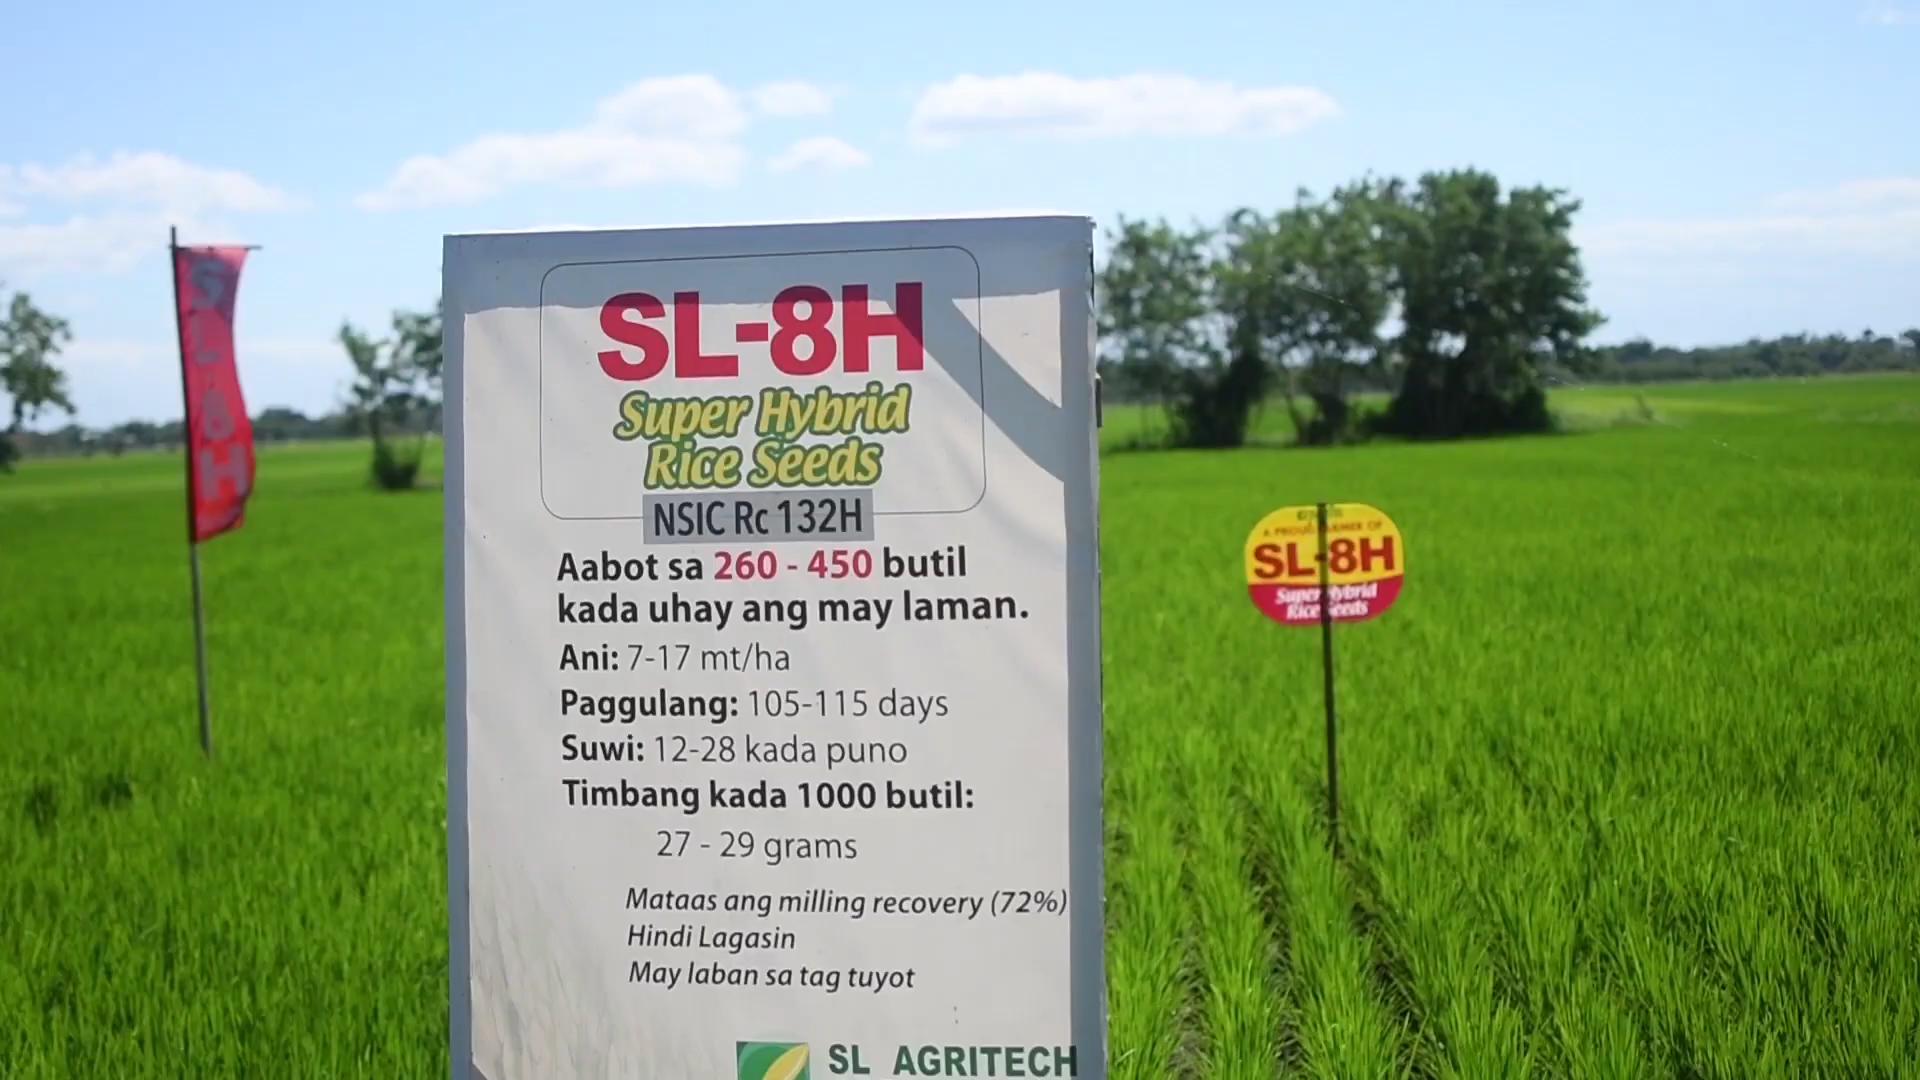 SL-8H
SL-8H
Super Hybrid
Rice Seeds
NSIC Rc 132H
Aabot sa 260 - 450 butil
kada uhay ang may laman.
Ani: 7-17 mt/ha
Paggulang: 105-115 days
Suwi: 12-28 kada puno
Timbang kada 1000 butil:
27 - 29 grams
Mataas ang milling recovery (72%)
Hindi Lagasin
May laban sa tag tuyot
SL AGRITECH
A PROUD FARMER OF
SL-8H
Super Hybrid
Rice Seeds